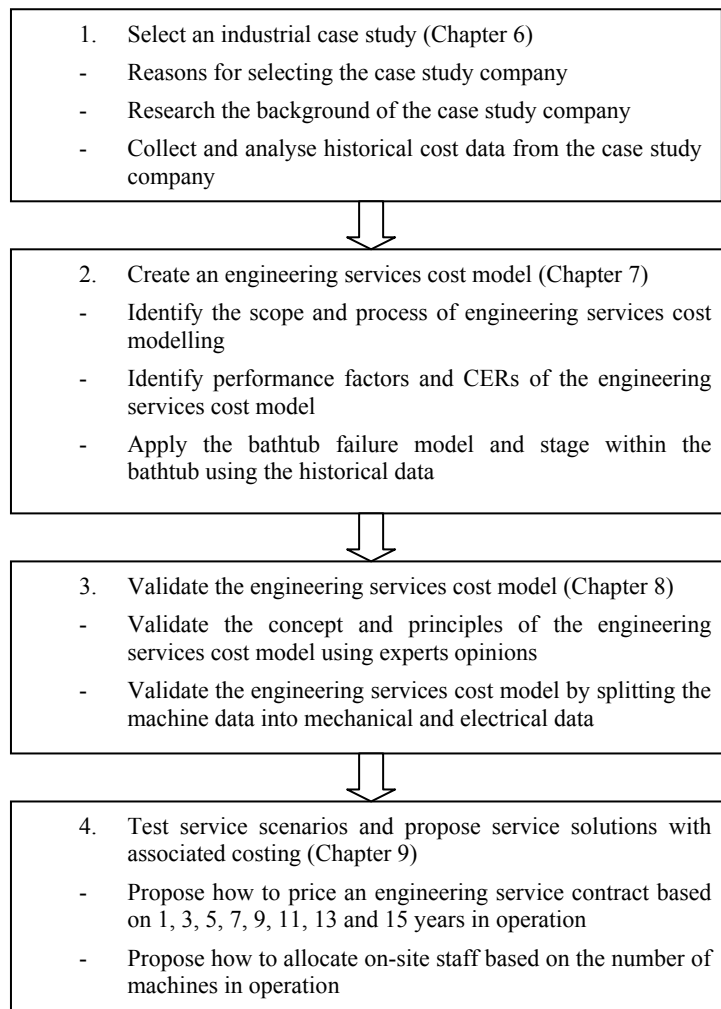 1. Select an industrial case study (Chapter 6)
- Reasons for selecting the case study company
- Research the background of the case study company
- Collect and analyse historical cost data from the case study
company
2. Create an engineering services cost model (Chapter 7)
- Identify the scope and process of engineering services cost
modelling
- Identify performance factors and CERs of the engineering
services cost model
- Apply the bathtub failure model and stage within the
bathtub using the historical data
3. Validate the engineering services cost model (Chapter 8)
- Validate the concept and principles of the engineering
services cost model using experts opinions
- Validate the engineering services cost model by splitting the
machine data into mechanical and electrical data
4. Test service scenarios and propose service solutions with
associated costing (Chapter 9)
- Propose how to price an engineering service contract based
on 1, 3, 5, 7, 9, 11, 13 and 15 years in operation
- Propose how to allocate on-site staff based on the number of
machines in operation